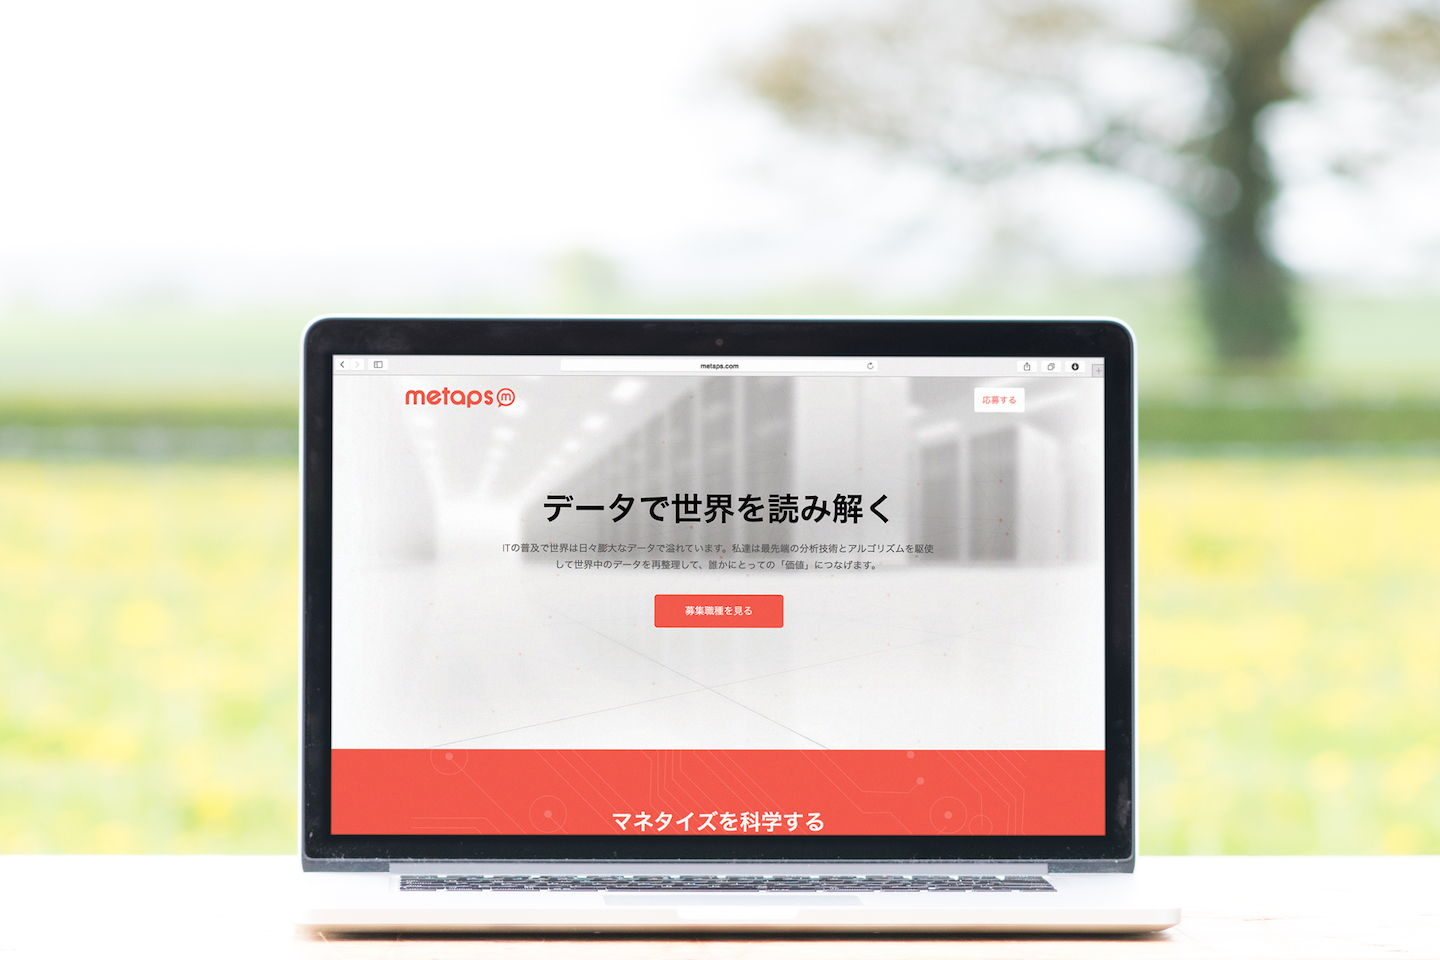 metaps.com
metaps m
応募する
データで世界を読み解く
ITの普及で世界は日々膨大なデータで溢れています。私達は最先端の分析技術とアルゴリズムを駆使
して世界中のデータを再整理して、誰かにとっての「価値」につなげます。
募集職種を見る
マネタイズを科学する